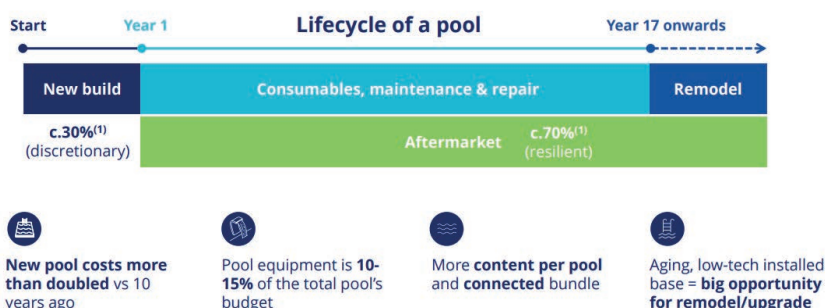 Lifecycle of a pool
Start
Year 1
Year 17 onwards
New build
Consumables, maintenance & repair
Remodel
c.30%(1)
(discretionary)
Aftermarket
c.70%(1)
(resilient)
New pool costs more
than doubled vs 10
years ago
Pool equipment is 10-
15% of the total pool's
budget
More content per pool
and connected bundle
Aging, low-tech installed
base = big opportunity
for remodel/upgrade